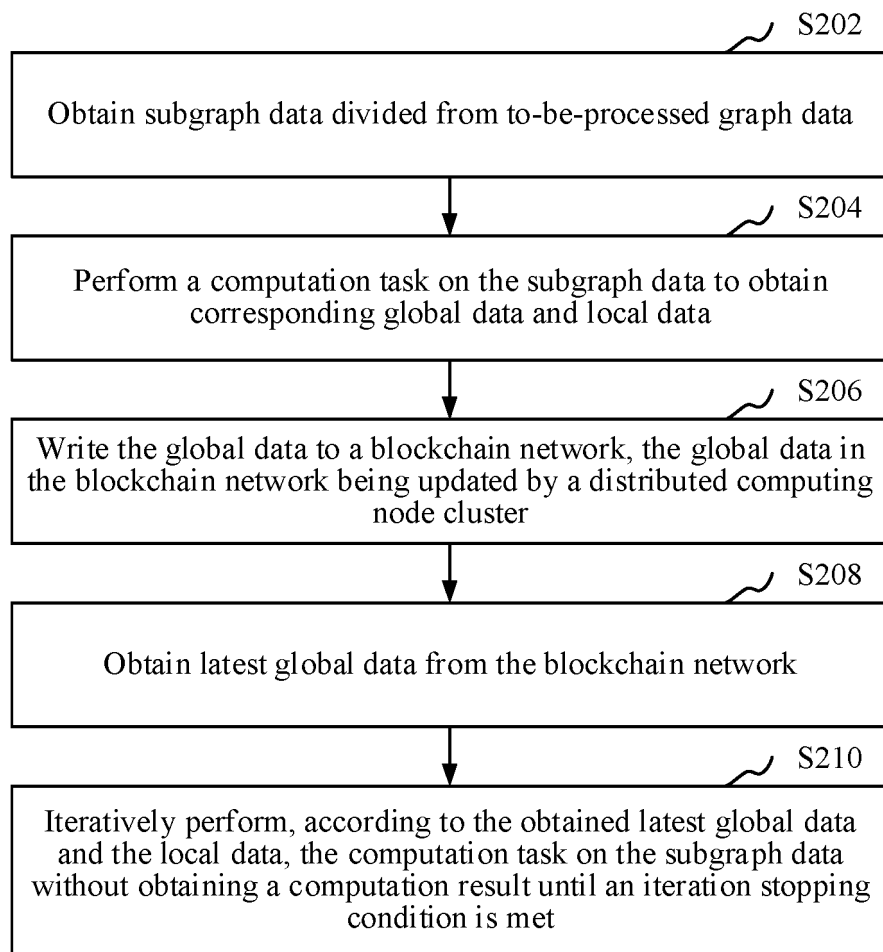 S202
Obtain subgraph data divided from to-be-processed graph data
S204
Perform a computation task on the subgraph data to obtain
corresponding global data and local data
S206
Write the global data to a blockchain network, the global data in
the blockchain network being updated by a distributed computing
node cluster
S208
Obtain latest global data from the blockchain network
S210
Iteratively perform, according to the obtained latest global data
and the local data, the computation task on the subgraph data
without obtaining a computation result until an iteration stopping
condition is met